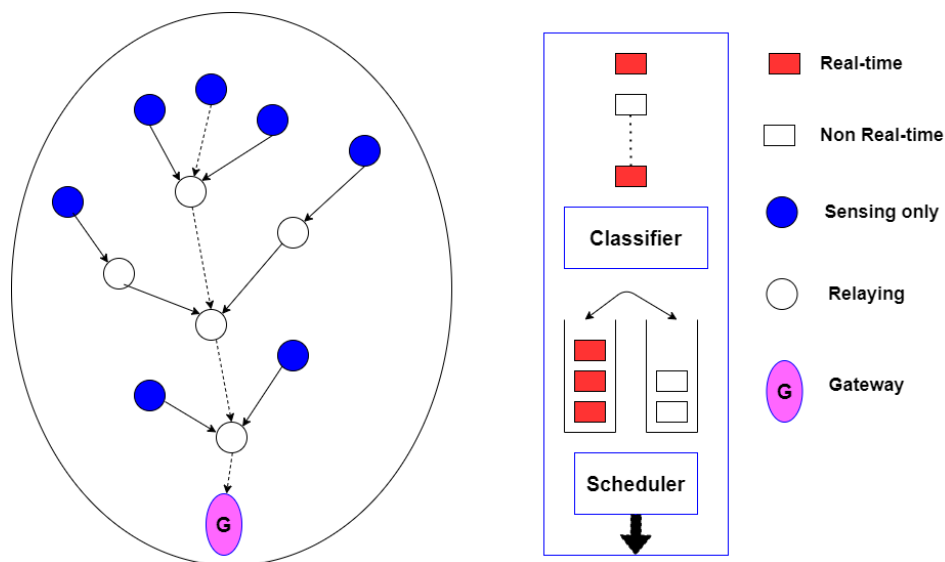 G
Classifier
Scheduler
Real-time
Non Real-time
Sensing only
Relaying
G
Gateway